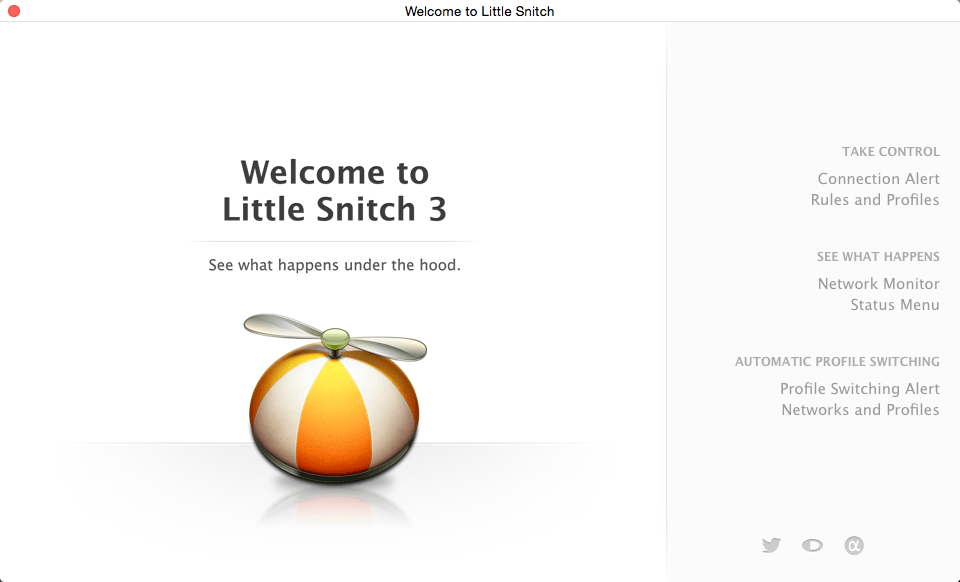 Welcome to Little Snitch
Welcome to
Little Snitch 3
See what happens under the hood.
TAKE CONTROL
Connection Alert
Rules and Profiles
SEE WHAT HAPPENS
Network Monitor
Status Menu
AUTOMATIC PROFILE SWITCHING
Profile Switching Alert
Networks and Profiles